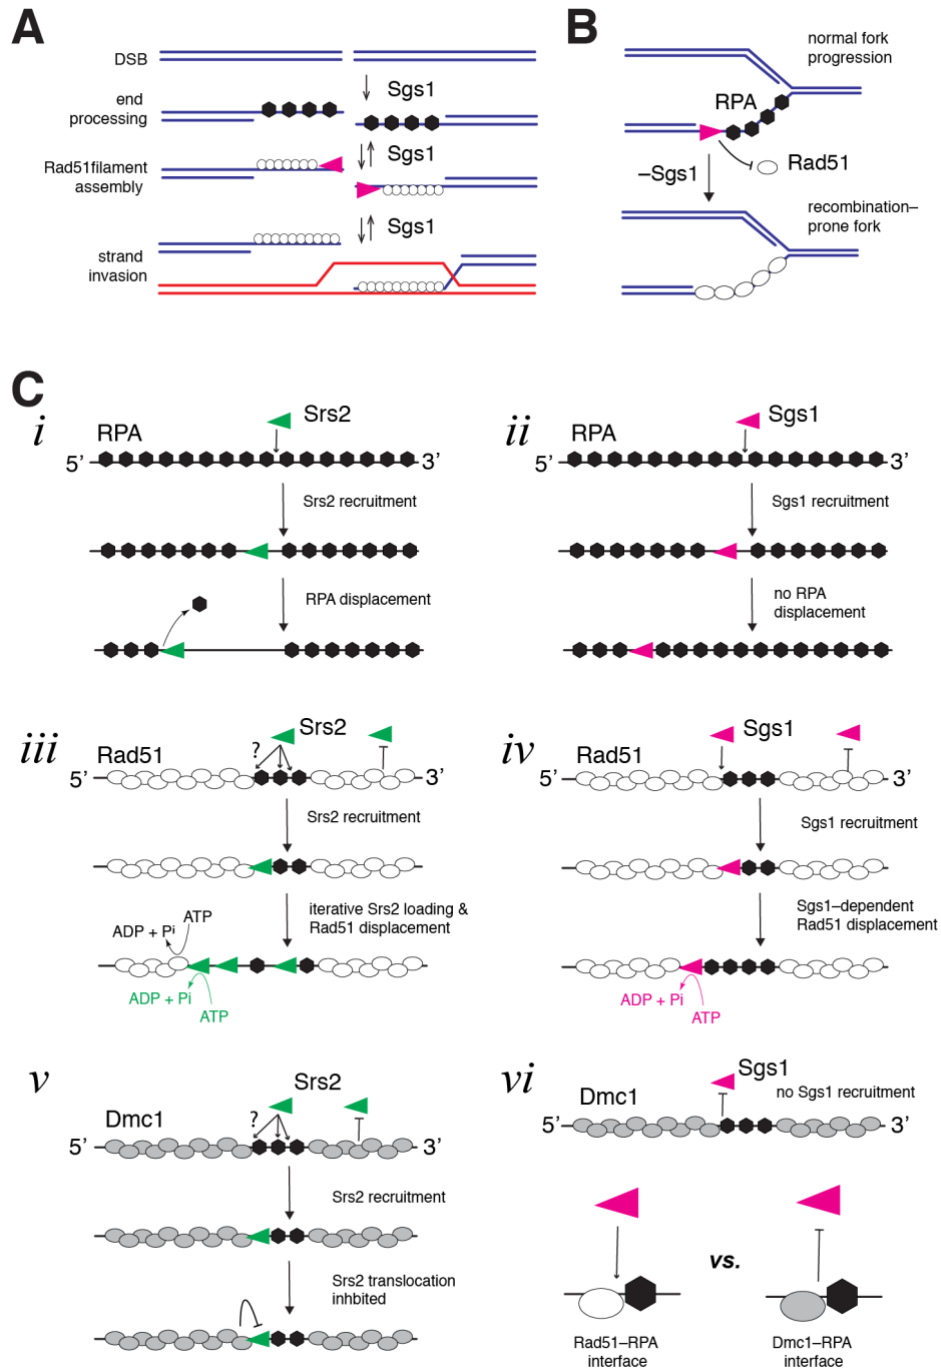 A
DSB
Sgs1
end
processing
Sgs1
Rad51filament
assembly
Sgs1
strand
invasion
B
normal fork
progression
RPA
Rad51
–Sgs1
recombination–
prone fork
C
i
Srs2
RPA
5’ 3’
Srs2 recruitment
RPA displacement
ii
Sgs1
RPA
5’ 3’
Sgs1 recruitment
no RPA
displacement
iii
Srs2
?
Rad51
5’ 3’
Srs2 recruitment
iterative Srs2 loading &
Rad51 displacement
ATP
ADP + Pi
ADP + Pi
ATP
iv
Sgs1
Rad51
5’ 3’
Sgs1 recruitment
Sgs1–dependent
Rad51 displacement
ADP + Pi
ATP
v
Srs2
?
Dmc1
5’ 3’
Srs2 recruitment
Srs2 translocation
inhbited
vi
Sgs1
no Sgs1 recruitment
Dmc1
5’ 3’
vs.
Rad51–RPA
interface
Dmc1–RPA
interface